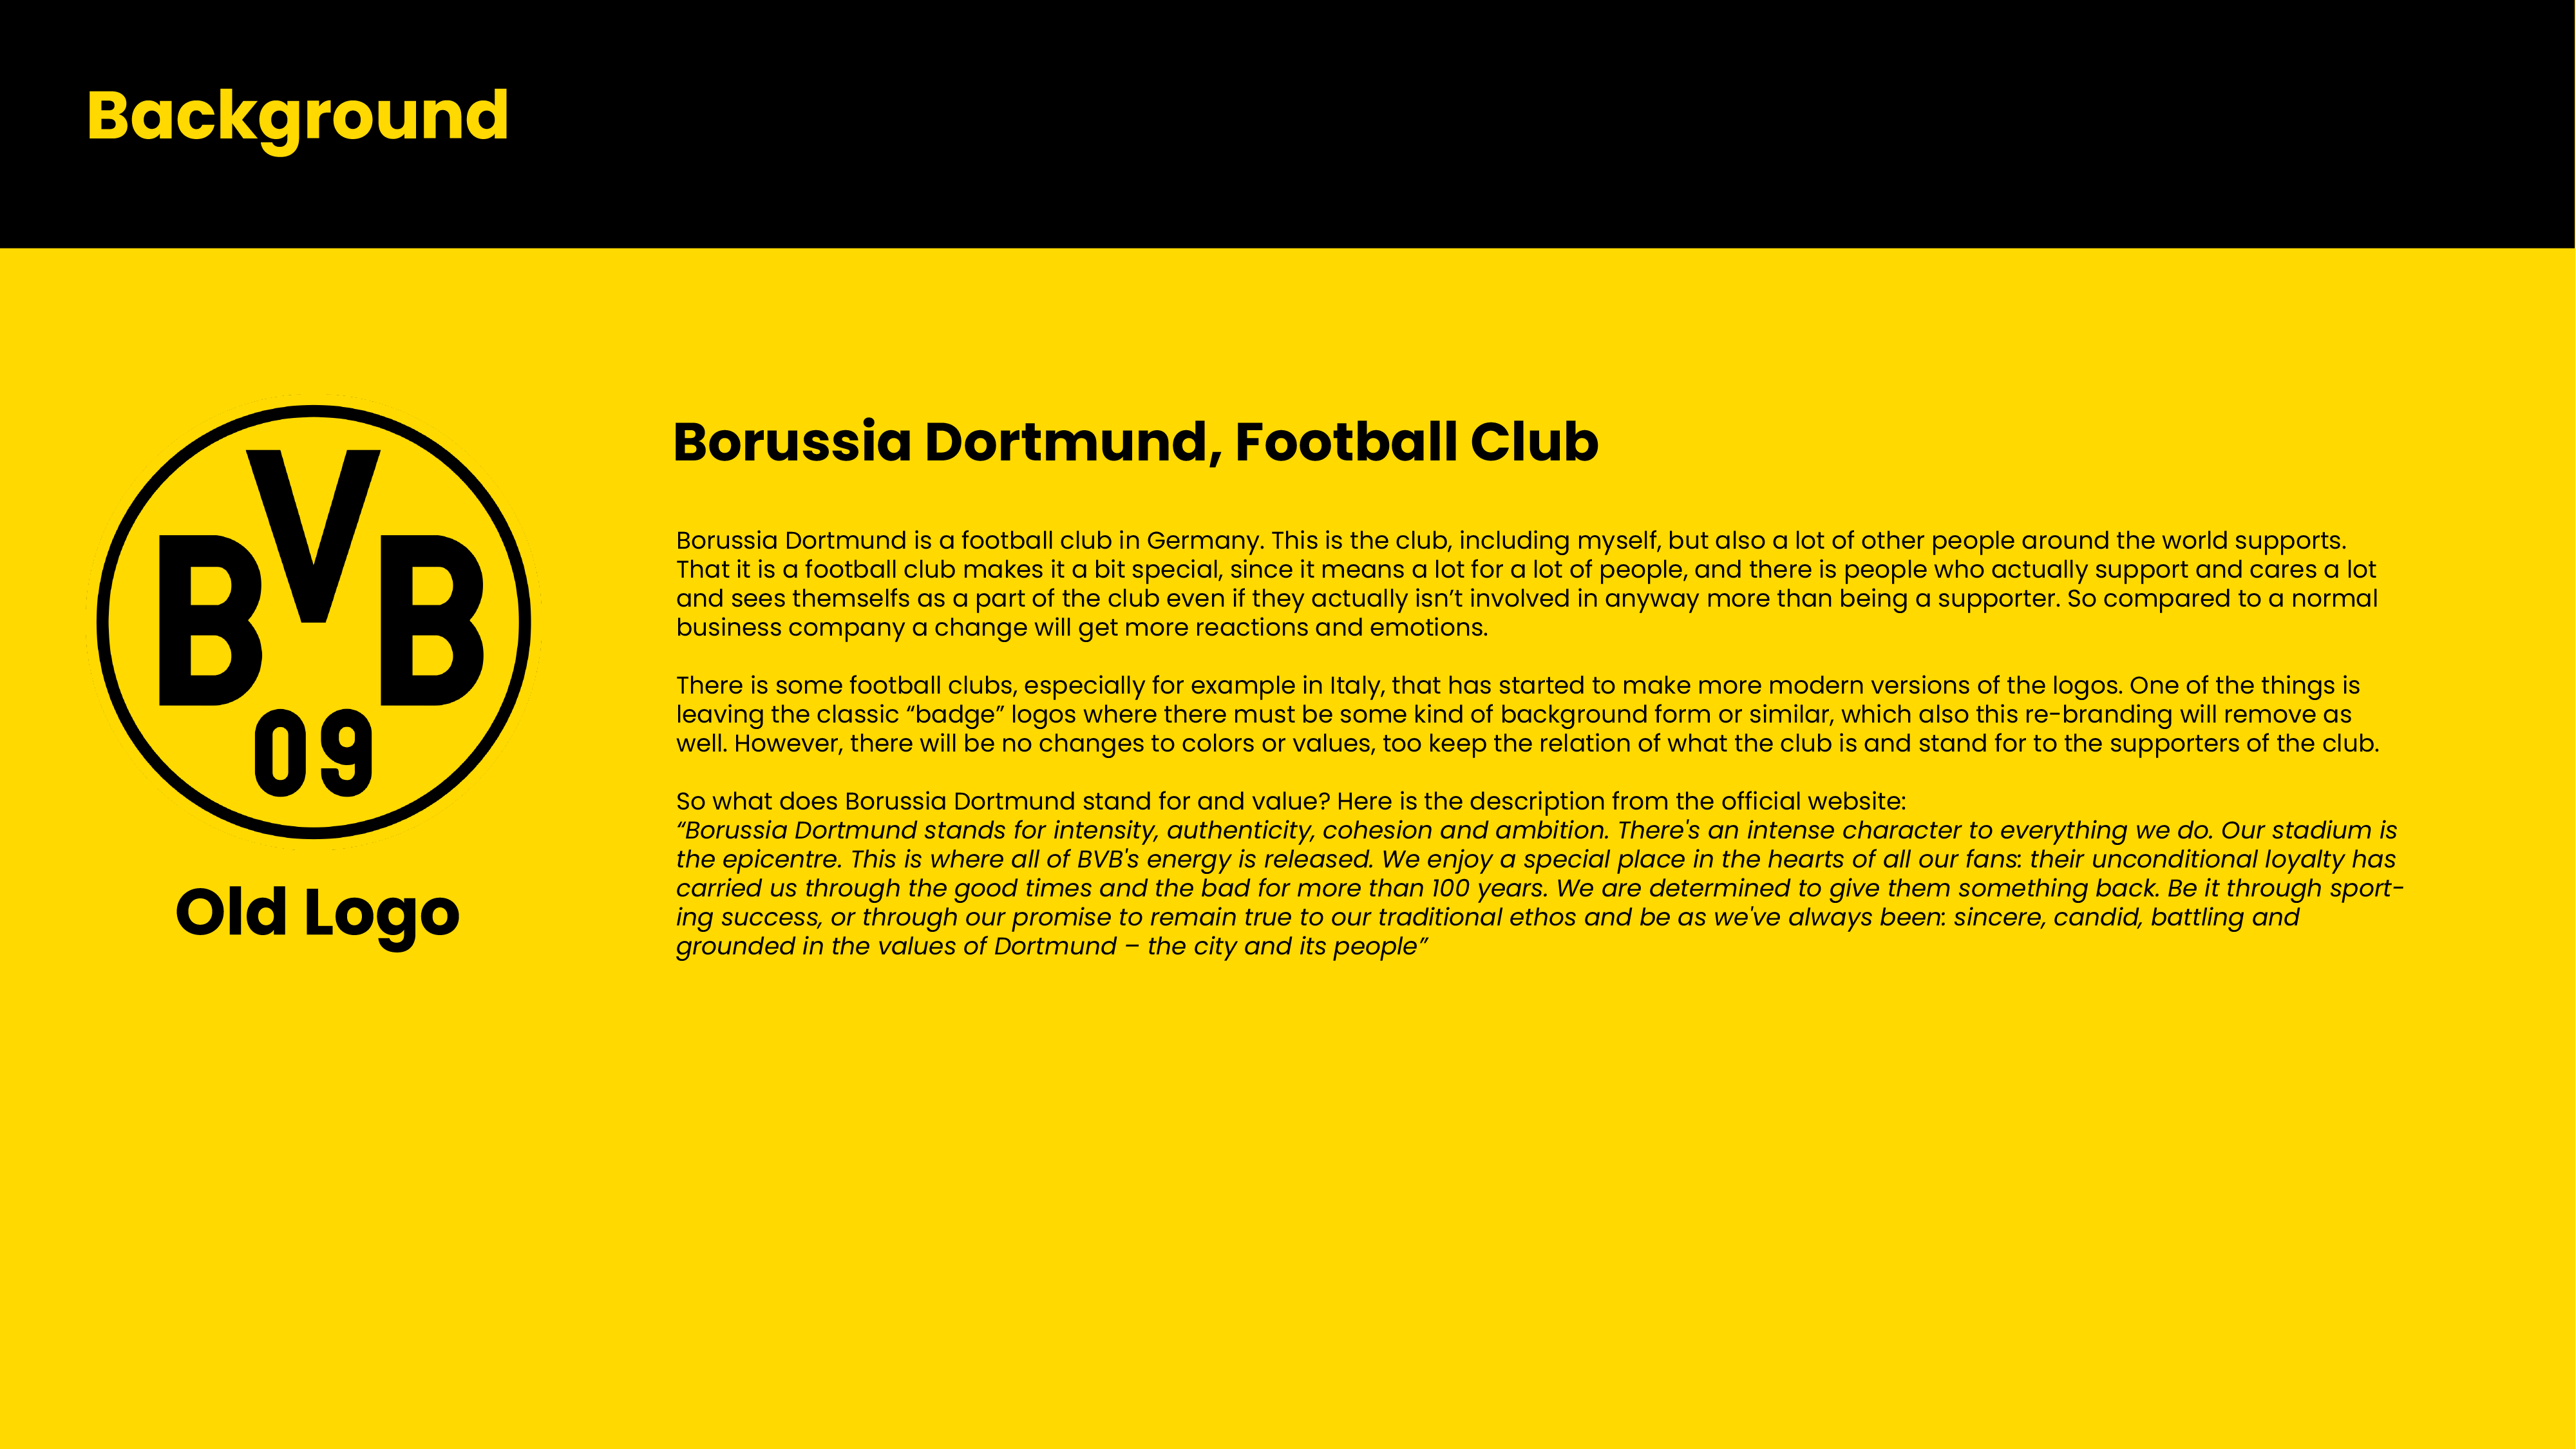 Background
BVB
09
Old Logo
Borussia Dortmund, Football Club
Borussia Dortmund is a football club in Germany. This is the club, including myself, but also a lot of other people around the world supports.
That it is a football club makes it a bit special, since it means a lot for a lot of people, and there is people who actually support and cares a lot
and sees themselfs as a part of the club even if they actually isn’t involved in anyway more than being a supporter. So compared to a normal
business company a change will get more reactions and emotions.
There is some football clubs, especially for example in Italy, that has started to make more modern versions of the logos. One of the things is
leaving the classic “badge” logos where there must be some kind of background form or similar, which also this re-branding will remove as
well. However, there will be no changes to colors or values, too keep the relation of what the club is and stand for to the supporters of the club.
So what does Borussia Dortmund stand for and value? Here is the description from the official website:
“Borussia Dortmund stands for intensity, authenticity, cohesion and ambition. There's an intense character to everything we do. Our stadium is
the epicentre. This is where all of BVB's energy is released. We enjoy a special place in the hearts of all our fans: their unconditional loyalty has
carried us through the good times and the bad for more than 100 years. We are determined to give them something back. Be it through sport-
ing success, or through our promise to remain true to our traditional ethos and be as we've always been: sincere, candid, battling and
grounded in the values of Dortmund – the city and its people”